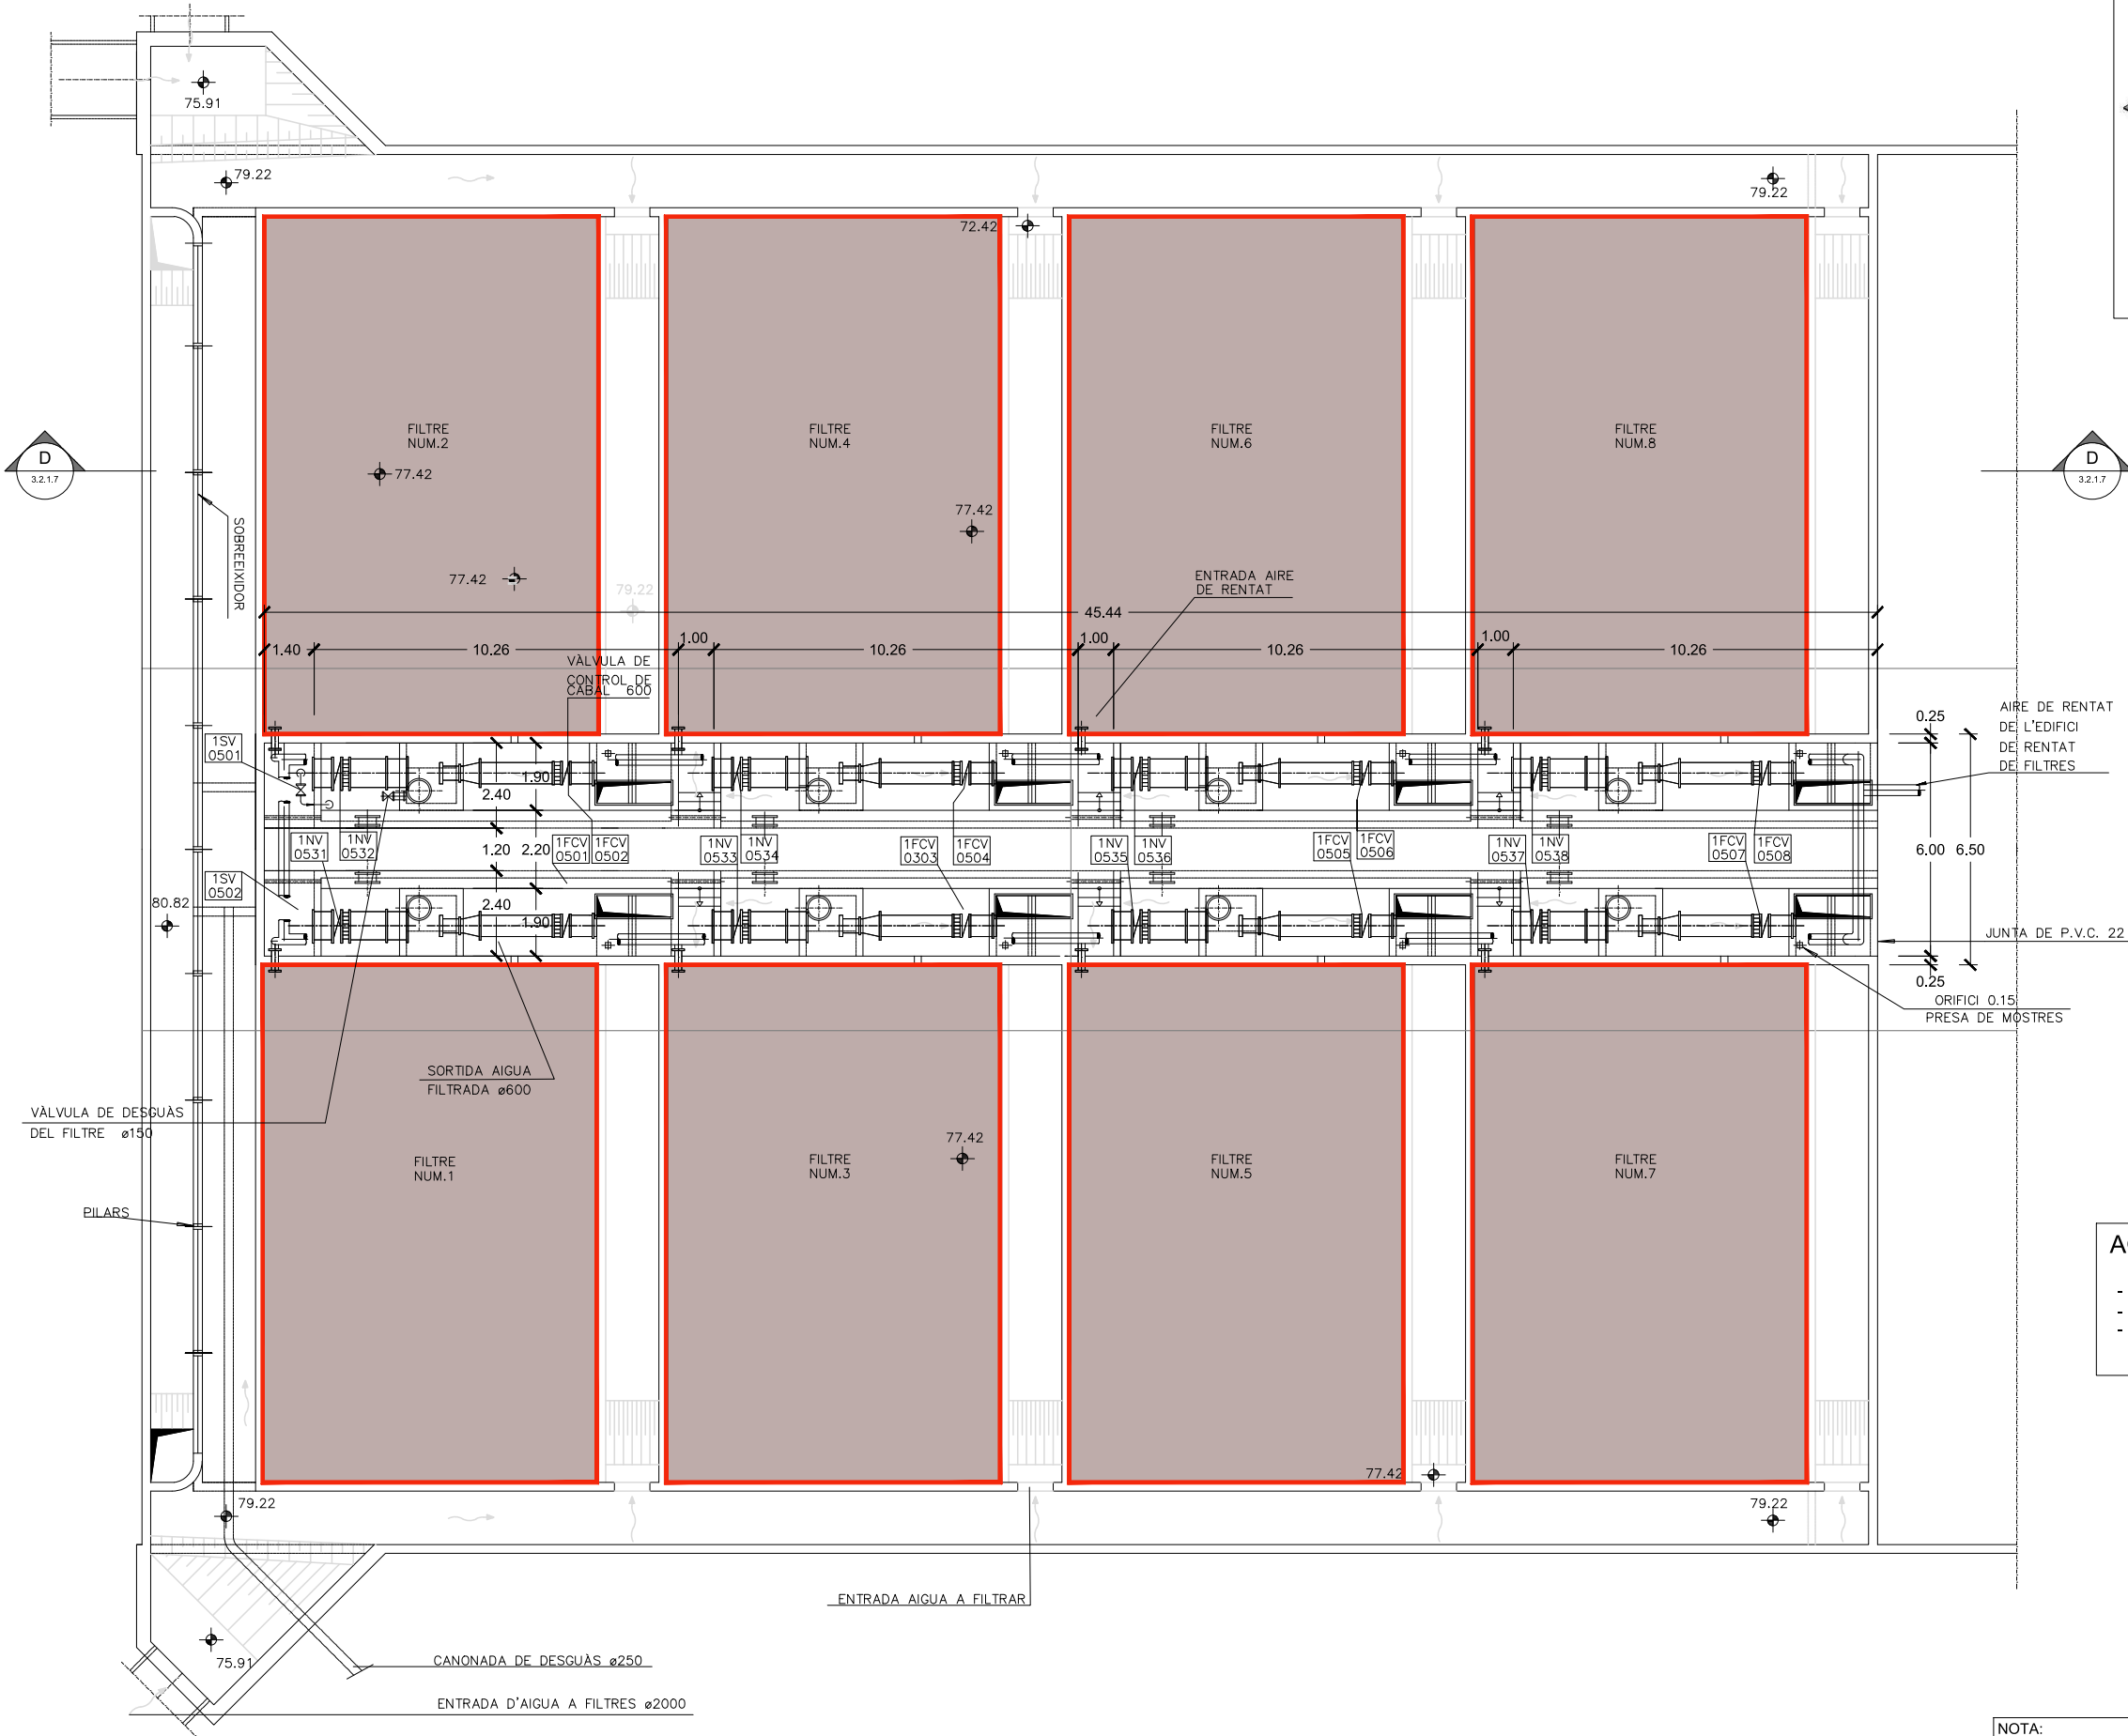 75.91
79.22
79.22
72.42
FILTRE
NUM.2
FILTRE
NUM.4
FILTRE
NUM.6
FILTRE
NUM.8
D
3.2.1.7
D
3.2.1.7
77.42
77.42
77.42
SOBREEIXIDOR
79.22
ENTRADA AIRE
DE RENTAT
45.44
1.40
10.26
1.00
10.26
1.00
10.26
1.00
10.26
VÀLVULA DE
CONTROL DE
CABAL 600
AIRE DE RENTAT
DE L'EDIFICI
DE RENTAT
DE FILTRES
0.25
1SV
0501
1.90
2.40
1NV
0531
1NV
0532
1.20
2.20
1FCV
0501
1FCV
0502
1NV
0533
1NV
0534
1FCV
0303
1FCV
0504
1NV
0535
1NV
0536
1FCV
0505
1FCV
0506
1NV
0537
1NV
0538
1FCV
0507
1FCV
0508
6.00
6.50
1SV
0502
80.82
2.40
1.90
JUNTA DE P.V.C. 22
0.25
ORIFICI 0.15
PRESA DE MOSTRES
SORTIDA AIGUA
FILTRADA ø600
VÀLVULA DE DESGUÀS
DEL FILTRE ø150
77.42
FILTRE
NUM.1
FILTRE
NUM.3
FILTRE
NUM.5
FILTRE
NUM.7
PILARS
A
-
-
-
77.42
79.22
79.22
ENTRADA AIGUA A FILTRAR
75.91
CANONADA DE DESGUÀS ø250
ENTRADA D'AIGUA A FILTRES ø2000
NOTA: